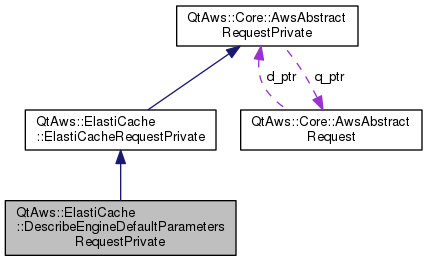 QtAws::Core::AwsAbstract
RequestPrivate
d_ptr
q_ptr
QtAws::ElastiCache
::ElastiCacheRequestPrivate
QtAws::Core::AwsAbstract
Request
QtAws::ElastiCache
::DescribeEngineDefaultParameters
RequestPrivate